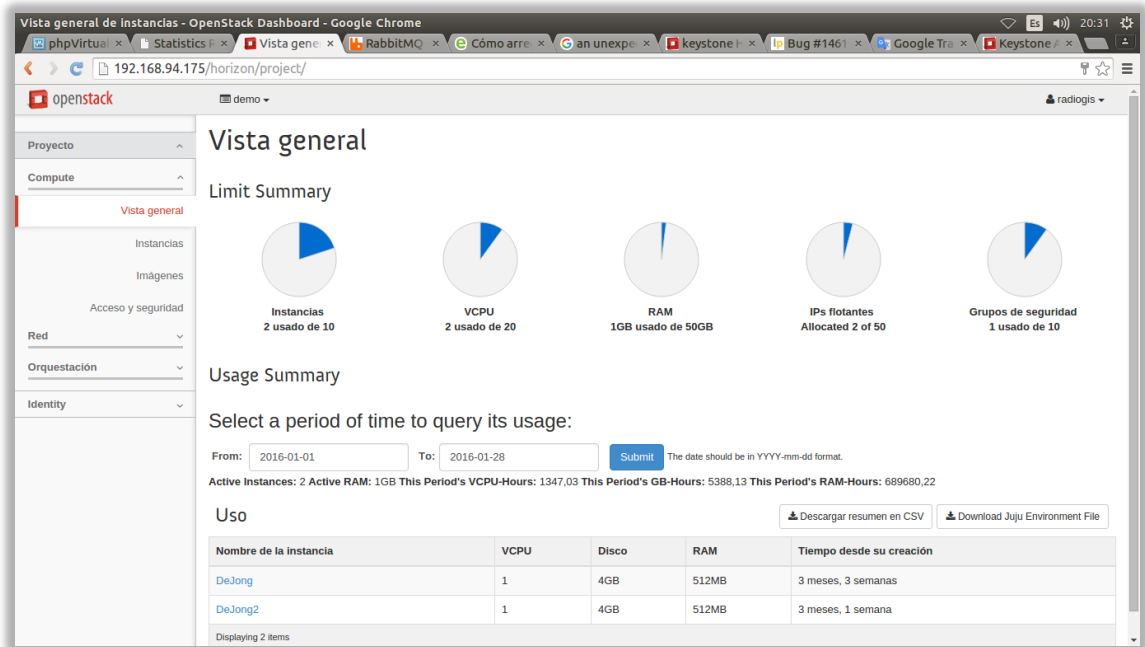 Vista general de instancias - OpenStack Dashboard - Google Chrome Es 20:31
phpVirtual Statistics R Vista gener RabbitMQ Cómo arre an unexpe keystone H Bug #1461 Google Tra Keystone A
192.168.94.175/horizon/project/
openstack demo radiogis
Proyecto
Compute
Vista general
Instancias
Imágenes
Acceso y seguridad
Red
Orquestación
Identity
Vista general
Limit Summary
Instancias
2 usado de 10
VCPU
2 usado de 20
RAM
1GB usado de 50GB
IPs flotantes
Allocated 2 of 50
Grupos de seguridad
1 usado de 10
Usage Summary
Select a period of time to query its usage:
From: 2016-01-01 To: 2016-01-28 Submit The date should be in YYYY-mm-dd format.
Active Instances: 2 Active RAM: 1GB This Period's VCPU-Hours: 1347,03 This Period's GB-Hours: 5388,13 This Period's RAM-Hours: 689680,22
Uso Descargar resumen en CSV Download Juju Environment File
Nombre de la instancia VCPU Disco RAM Tiempo desde su creación
DeJong 1 4GB 512MB 3 meses, 3 semanas
DeJong2 1 4GB 512MB 3 meses, 1 semana
Displaying 2 items